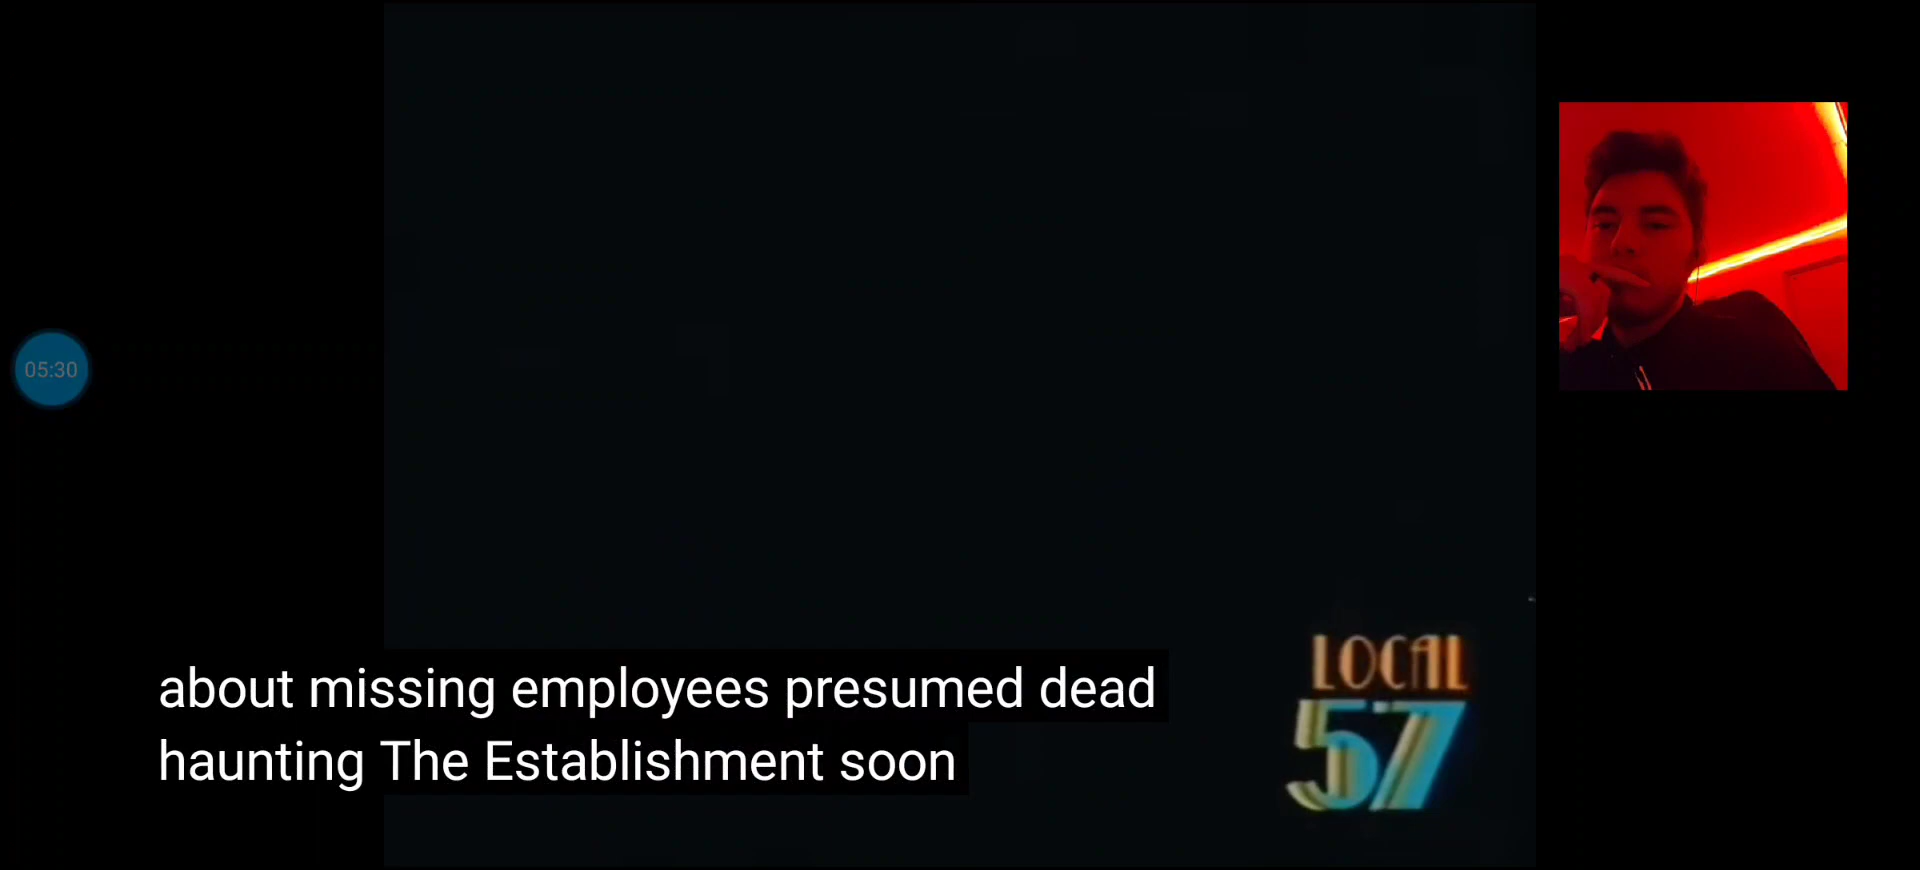 05:30
about missing employees presumed dead
haunting The Establishment soon
LOCAL
57